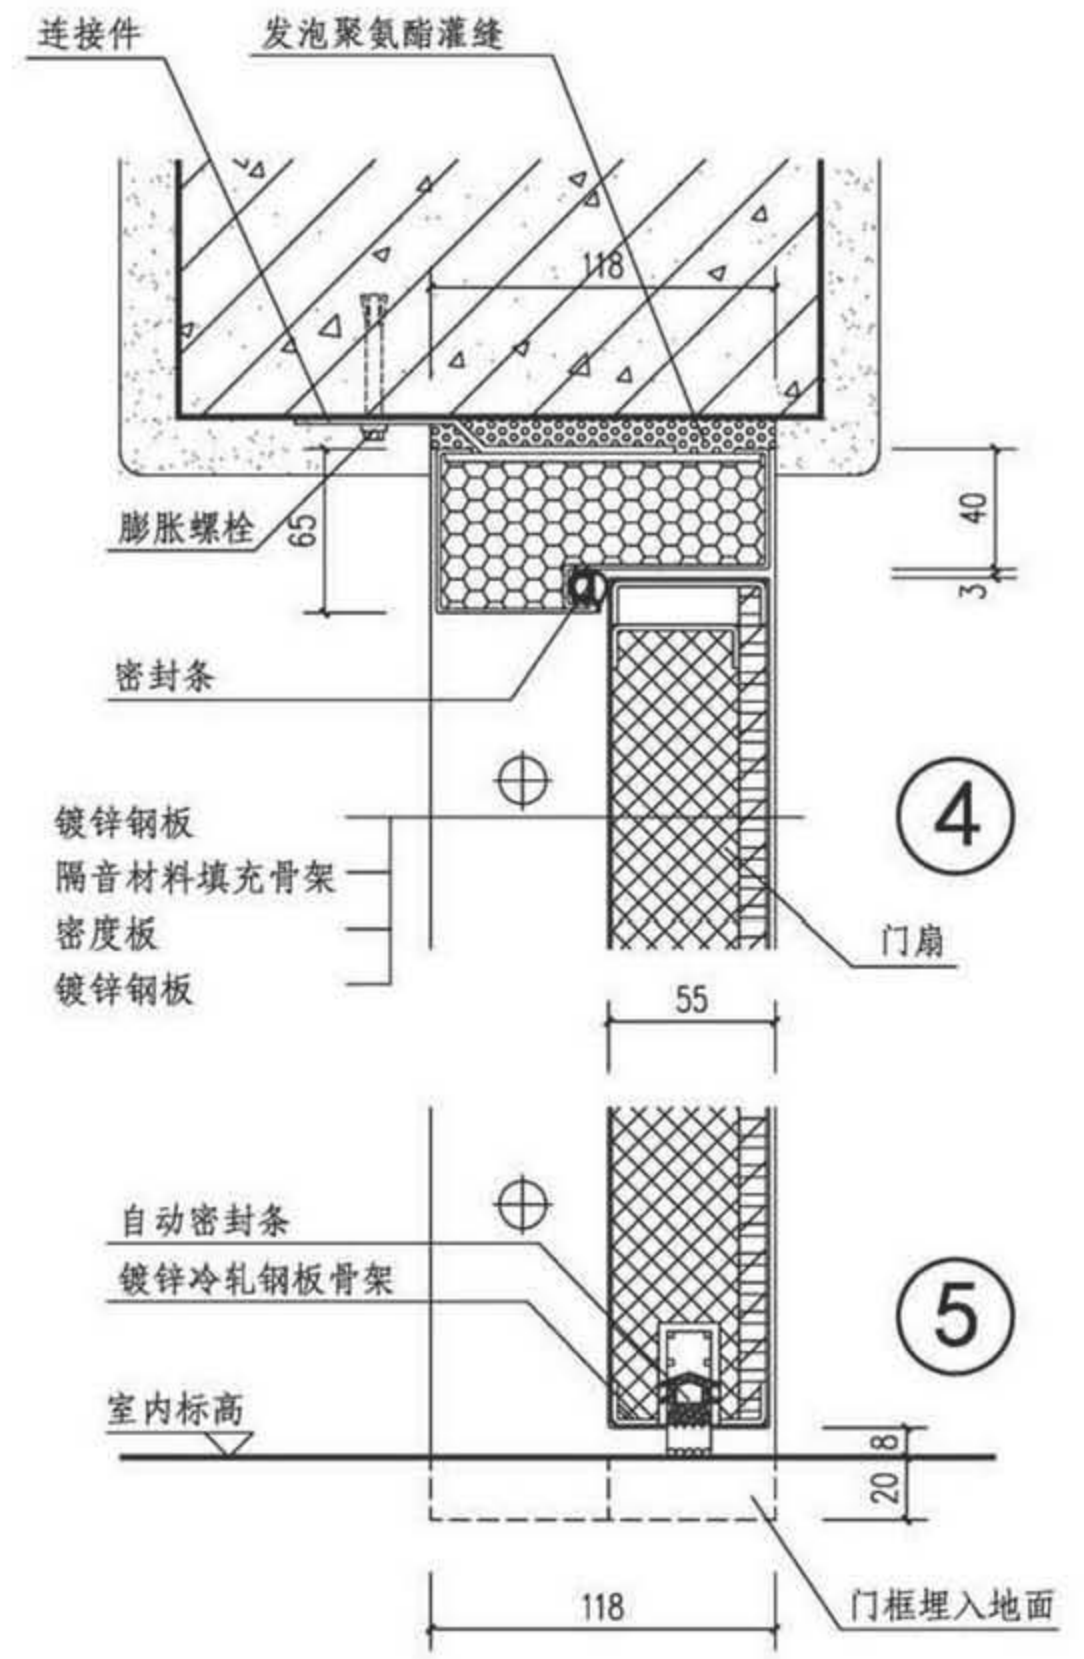 连接件
发泡聚氨酯灌缝
118
膨胀螺栓
65
40
3
密封条
镀锌钢板
隔音材料填充骨架
密度板
镀锌钢板
4
门扇
55
自动密封条
镀锌冷轧钢板骨架
5
室内标高
8
20
118
门框埋入地面